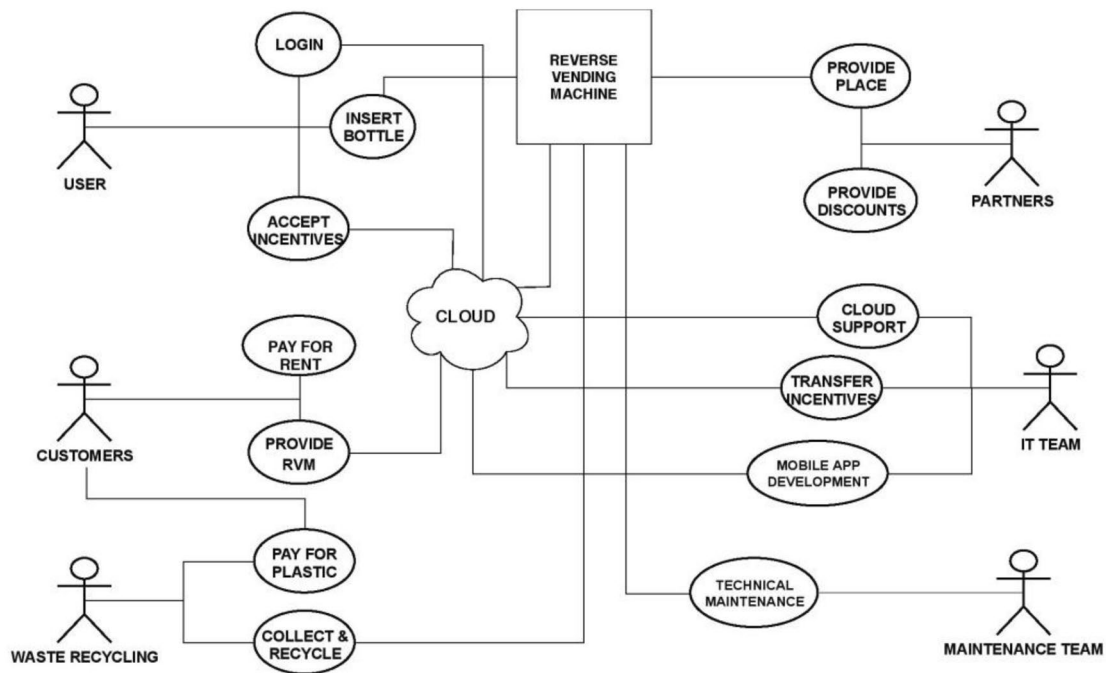 LOGIN
REVERSE
VENDING
MACHINE
PROVIDE
PLACE
INSERT
BOTTLE
USER
PARTNERS
PROVIDE
DISCOUNTS
ACCEPT
INCENTIVES
CLOUD
CLOUD
SUPPORT
PAY FOR
RENT
TRANSFER
INCENTIVES
IT TEAM
CUSTOMERS
PROVIDE
RVM
MOBILE APP
DEVELOPMENT
PAY FOR
PLASTIC
TECHNICAL
MAINTENANCE
COLLECT &
RECYCLE
WASTE RECYCLING
MAINTENANCE TEAM